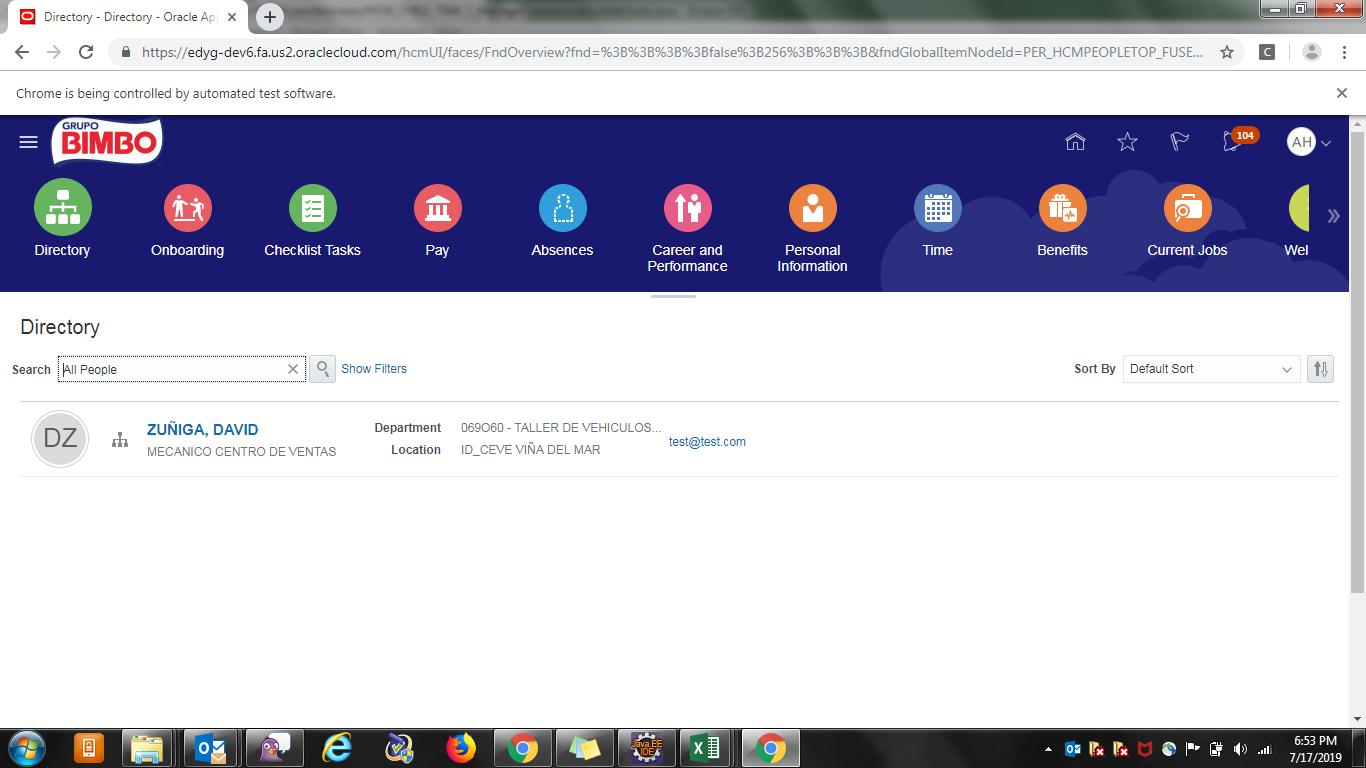 Directory - Directory - Oracle Ap
https://edyg-dev6.fa.us2.oraclecloud.com/hcmUI/faces/FndOverview?fnd=%3B%3B%3B%3Bfalse%3B256%3B%3B%3B&fndGlobalItemNodeId=PER_HCMPEOPLETOP_FUSE...
C
Chrome is being controlled by automated test software.
GRUPO
BIMBO
104
AH
Directory
Onboarding
Checklist Tasks
Pay
Absences
Career and
Performance
Personal
Information
Time
Benefits
Current Jobs
Wel
Directory
Search
All People
Show Filters
Sort By
Default Sort
DZ
ZUÑIGA, DAVID
MECANICO CENTRO DE VENTAS
Department
069O60 - TALLER DE VEHICULOS...
Location
ID_CEVE VIÑA DEL MAR
test@test.com
Java EE
IDE
6:53 PM
7/17/2019